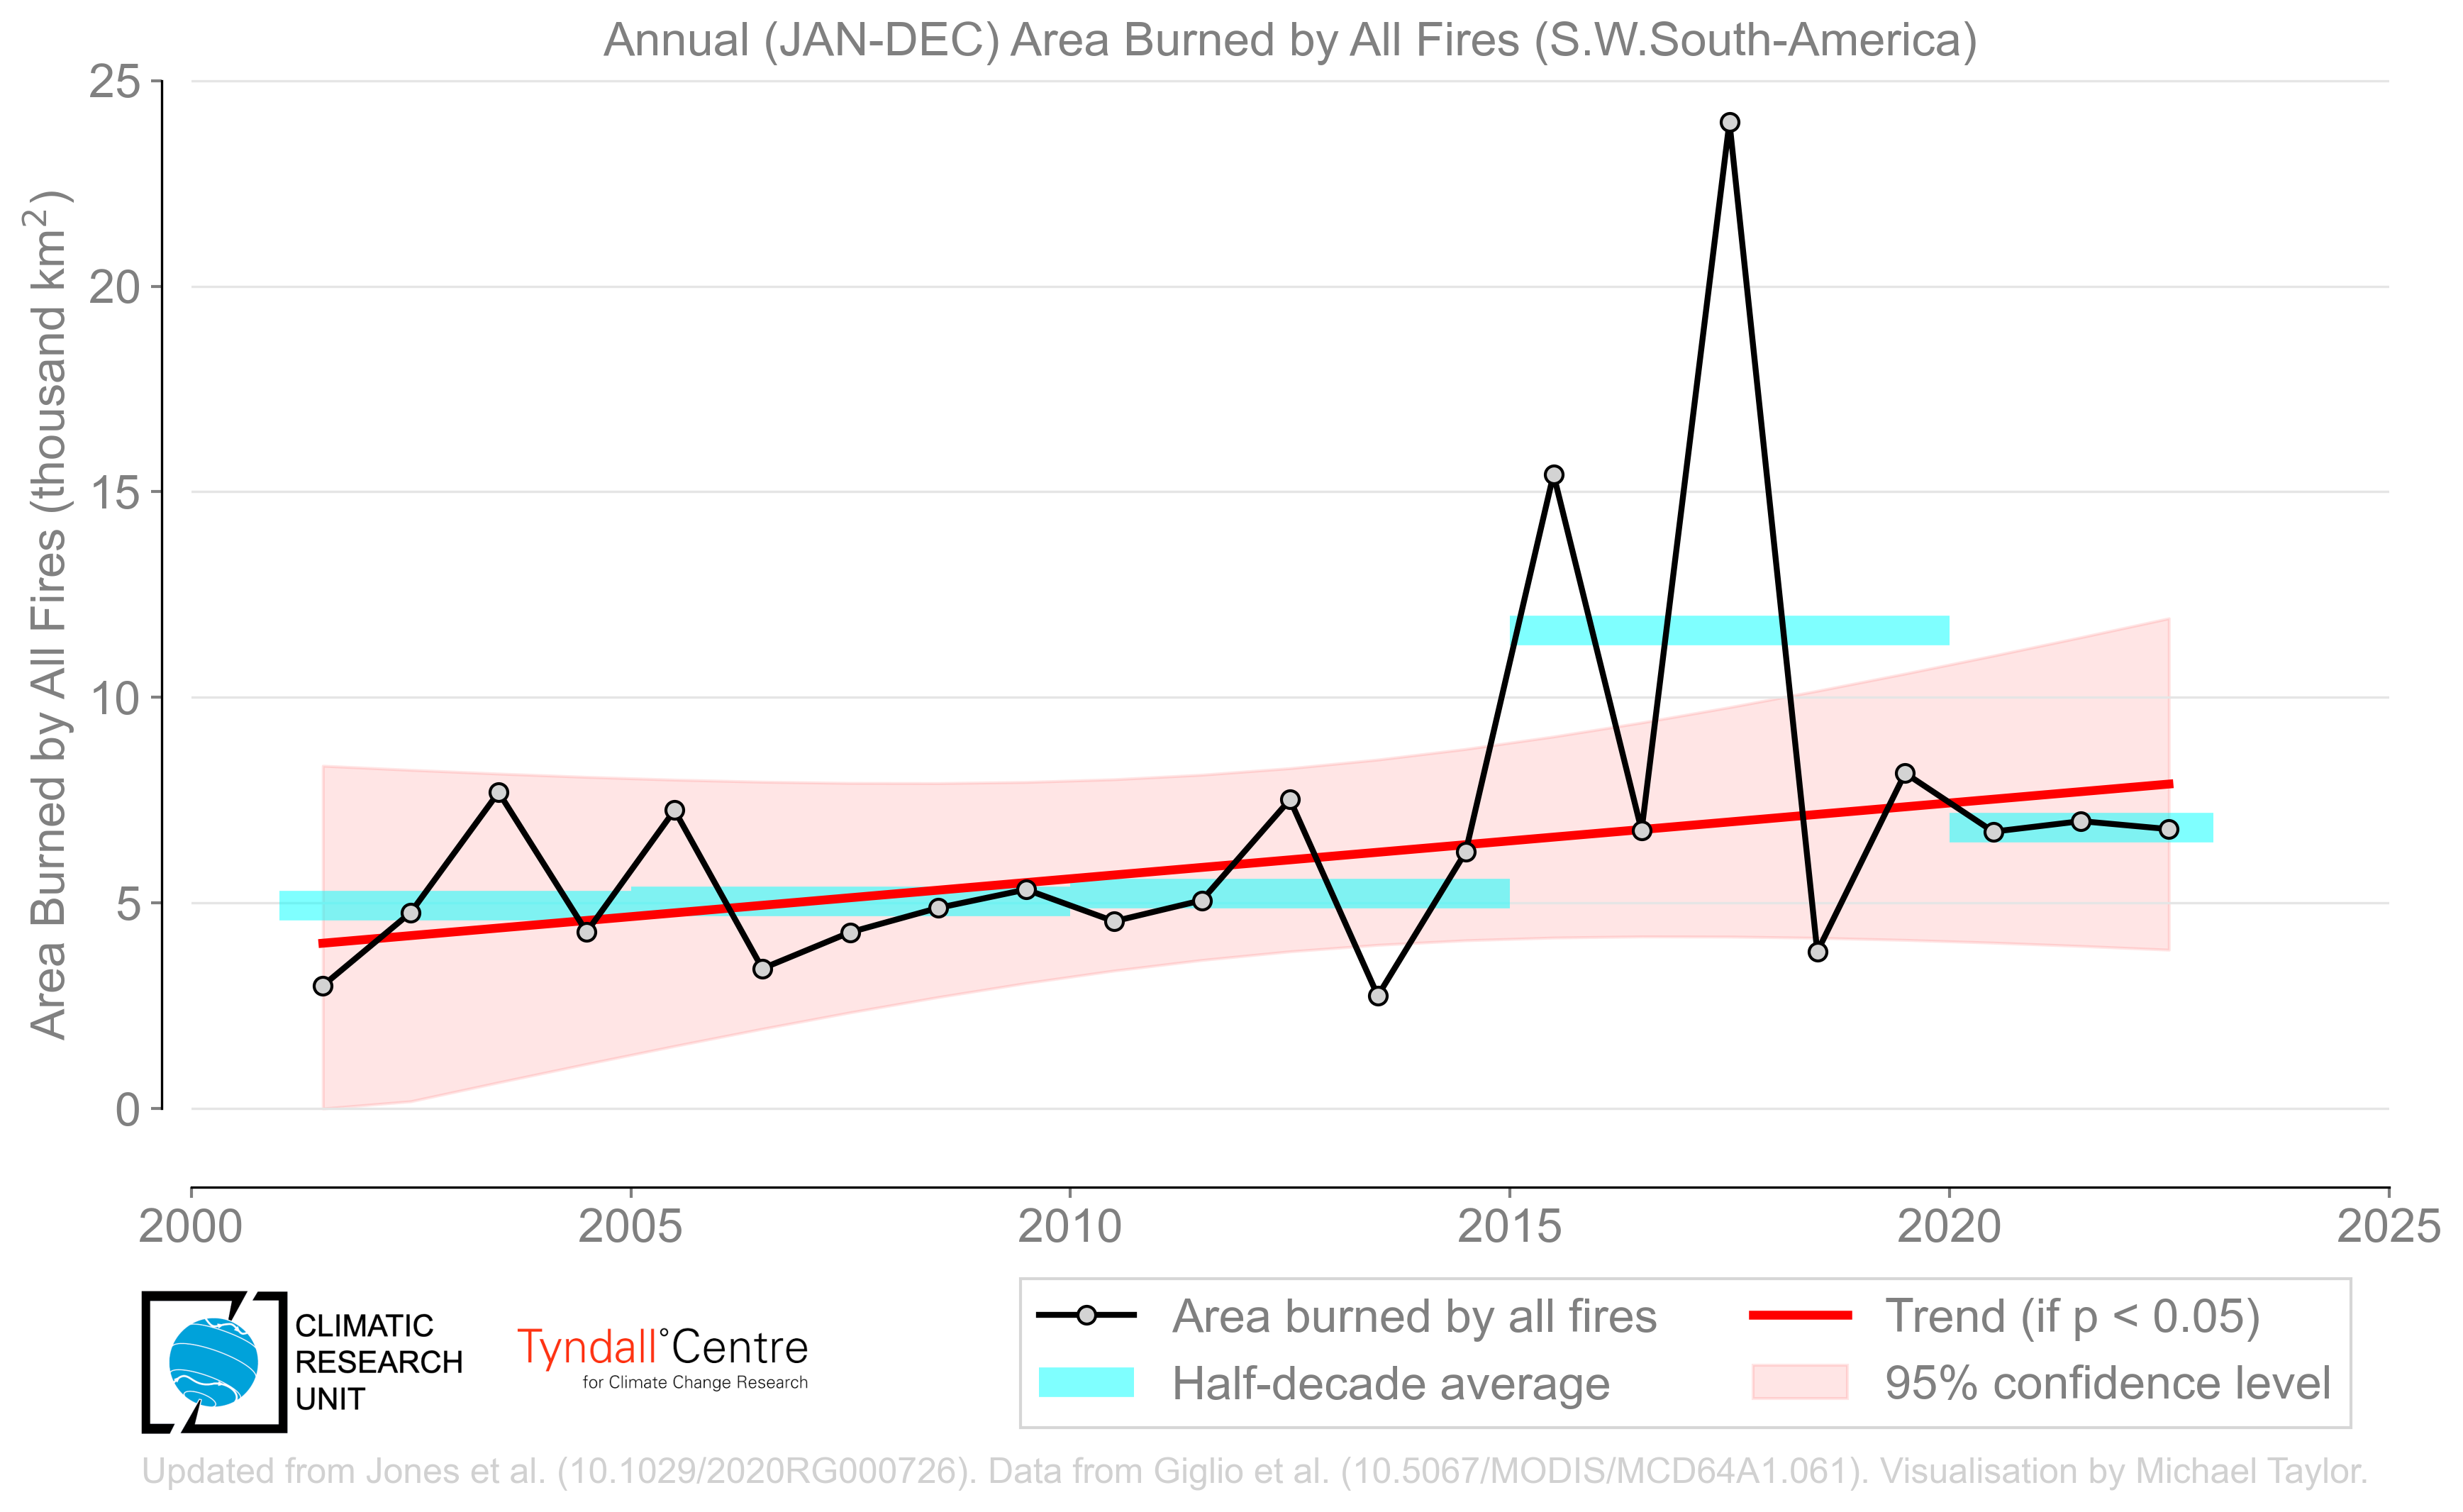 Annual (JAN-DEC) Area Burned by All Fires (S.W.South-America)
Area Burned by All Fires (thousand km²)
25
20
15
10
5
0
2000 2005 2010 2015 2020 2025
CLIMATIC
RESEARCH
UNIT
Tyndall°Centre
for Climate Change Research
Area burned by all fires
Half-decade average
Trend (if p < 0.05)
95% confidence level
Updated from Jones et al. (10.1029/2020RG000726). Data from Giglio et al. (10.5067/MODIS/MCD64A1.061). Visualisation by Michael Taylor.